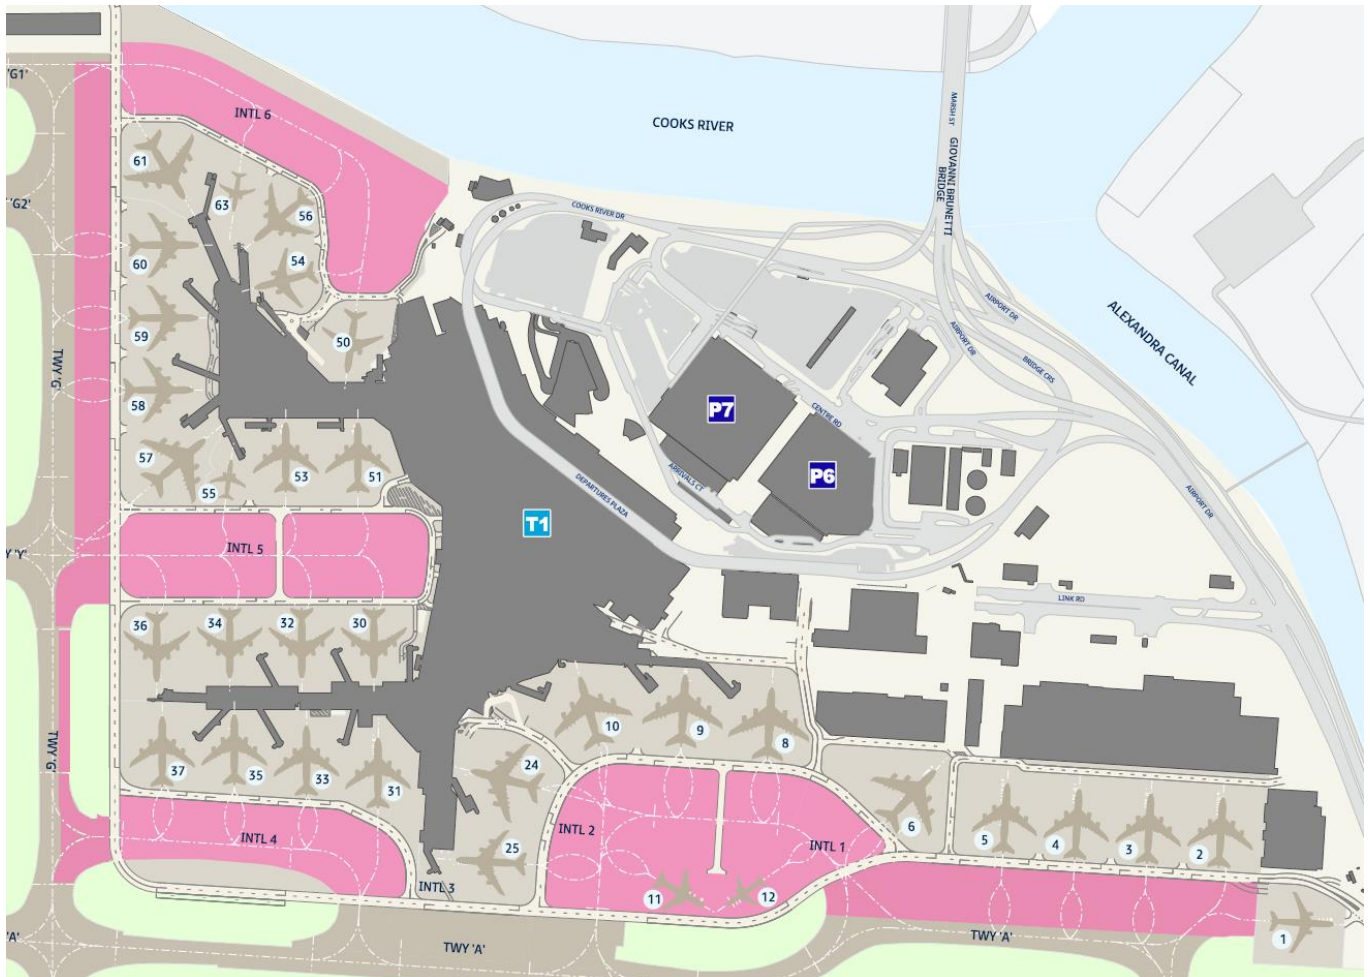 'G1'
INTL 6
COOKS RIVER
MARSH ST
GIOVANNI BRUNETTI
BRIDGE
61
63
56
'G2'
COOKS RIVER DR
60
54
AIRPORT DR
ALEXANDRA CANAL
59
50
AIRPORT DR
BRIDGE CRS
TWY 'G'
58
P7
CENTRE RD
57
55
53
51
ARRIVALS CT
P6
DEPARTURES PLAZA
AIRPORT DR
T1
Y 'Y'
INTL 5
36
34
32
30
LINK RD
TWY 'G'
10
9
8
37
35
33
31
24
INTL 4
25
INTL 2
INTL 1
6
5
4
3
2
INTL 3
11
12
'A'
TWY 'A'
TWY 'A'
1